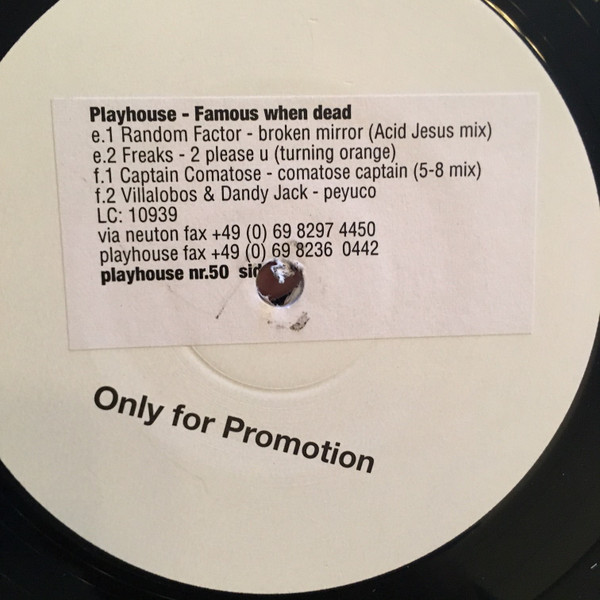 Playhouse - Famous when dead
e.1 Random Factor - broken mirror (Acid Jesus mix)
e.2 Freaks - 2 please u (turning orange)
f.1 Captain Comatose - comatose captain (5-8 mix)
f.2 Villalobos & Dandy Jack - peyuco
LC: 10939
via neuton fax +49 (0) 69 8297 4450
playhouse fax +49 (0) 69 8236 0442
playhouse nr.50
Only for Promotion